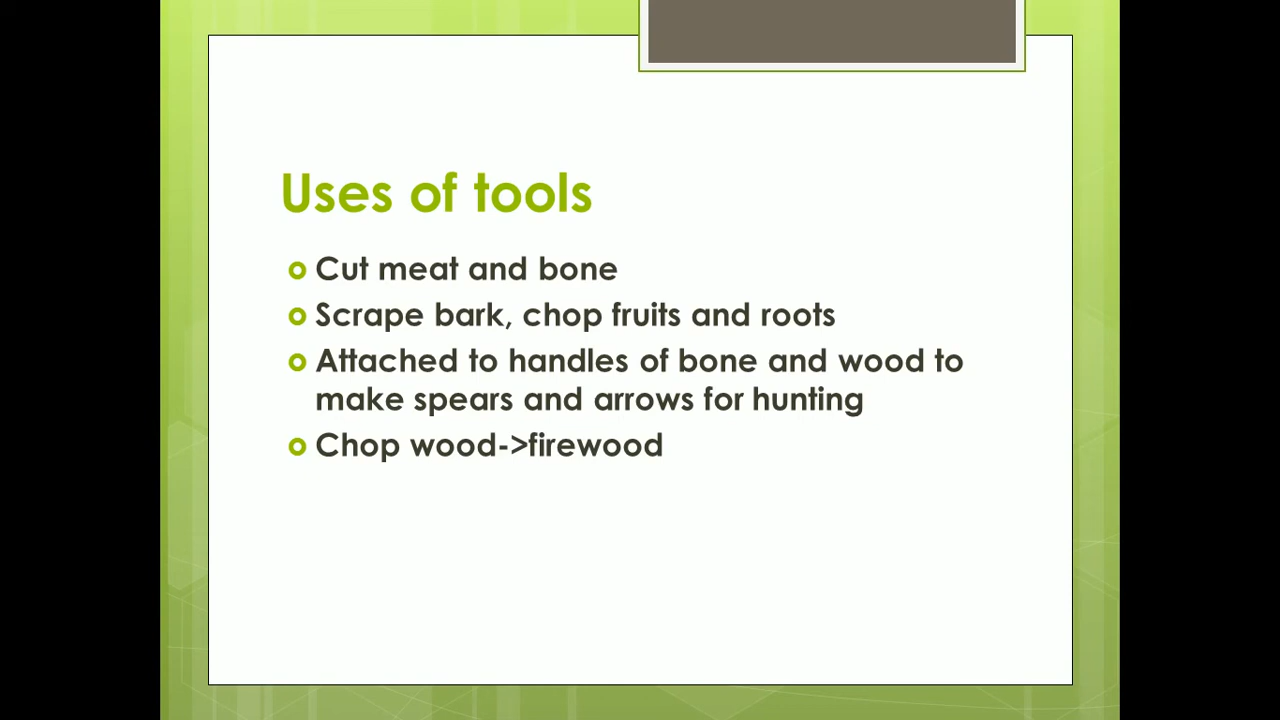 Uses of tools
Cut meat and bone
Scrape bark, chop fruits and roots
Attached to handles of bone and wood to
make spears and arrows for hunting
Chop wood->firewood